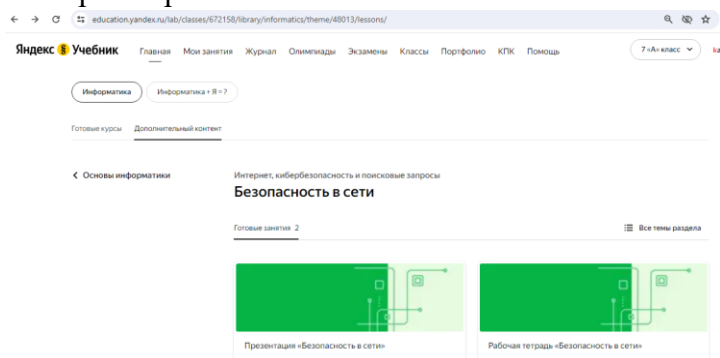 education.yandex.ru/lab/classes/672158/library/informatics/theme/48013/lessons/
Яндекс Учебник Главная Мои занятия Журнал Олимпиады Экзамены Классы Портфолио КПК Помощь 7 «А» класс
Информатика Информатика + Я = ?
Готовые курсы Дополнительный контент
Основы информатики Интернет, кибербезопасность и поисковые запросы
Безопасность в сети
Готовые занятия 2 Все темы раздела
Презентация «Безопасность в сети» Рабочая тетрадь «Безопасность в сети»